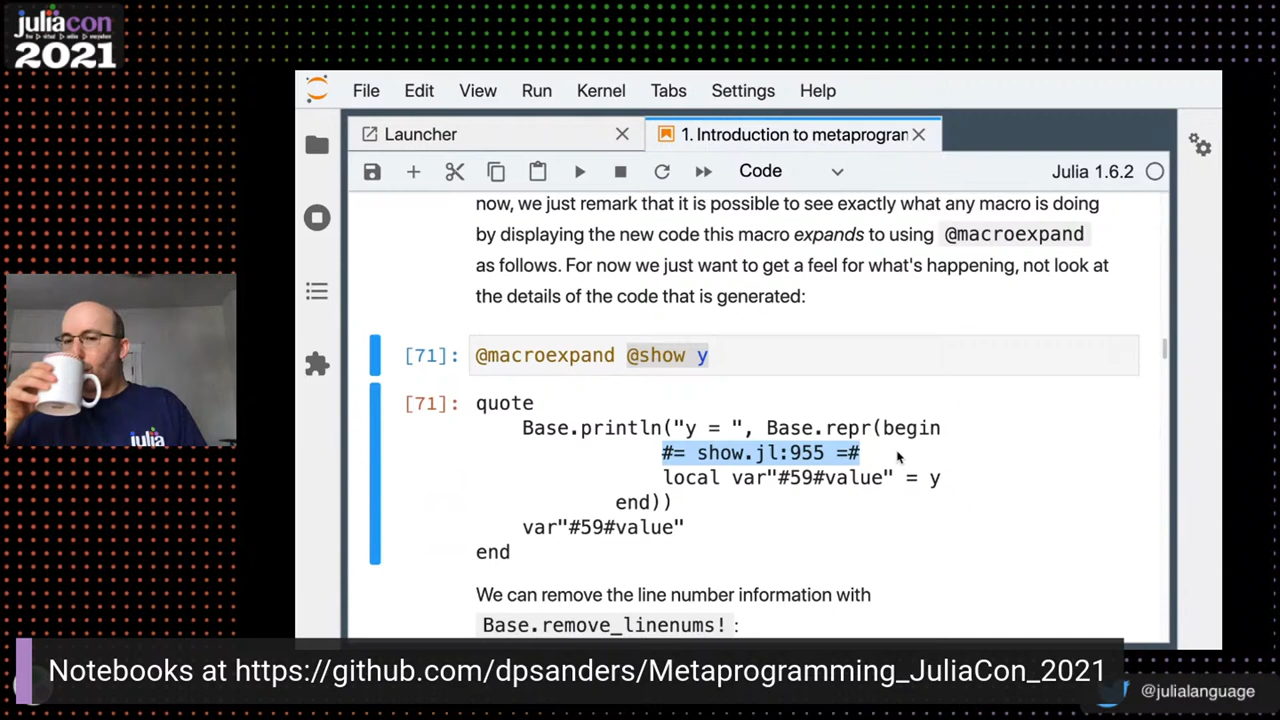 juliacon
free ▷ virtual ▷ online ▷ everywhere
2021
File Edit View Run Kernel Tabs Settings Help
Launcher
1. Introduction to metaprogram
Code
Julia 1.6.2
now, we just remark that it is possible to see exactly what any macro is doing
by displaying the new code this macro expands to using @macroexpand
as follows. For now we just want to get a feel for what's happening, not look at
the details of the code that is generated:
[71]: @macroexpand @show y
[71]: quote
Base.println("y = ", Base.repr(begin
#= show.jl:955 =#
local var"#59#value" = y
end))
var"#59#value"
end
We can remove the line number information with
Base.remove_linenums! :
julia
Notebooks at https://github.com/dpsanders/Metaprogramming_JuliaCon_2021
@julialanguage